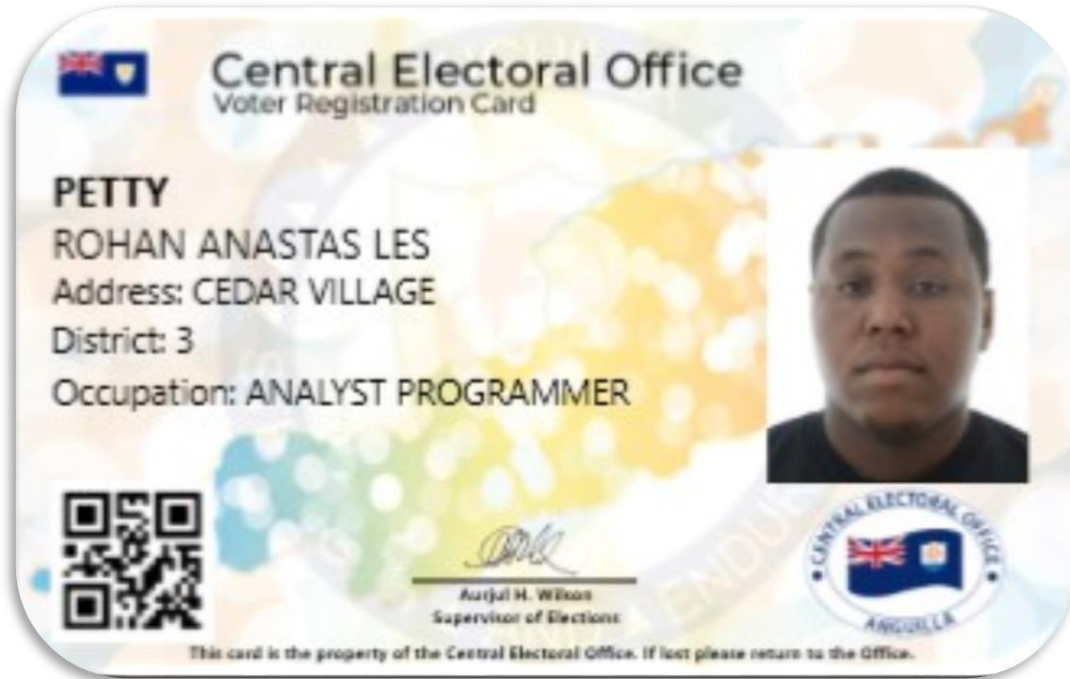 Central Electoral Office
Voter Registration Card
PETTY
ROHAN ANASTAS LES
Address: CEDAR VILLAGE
District: 3
Occupation: ANALYST PROGRAMMER
Aurjul H. Wilson
Supervisor of Elections
CENTRAL ELECTORAL OFFICE
ANGUILLA
This card is the property of the Central Electoral Office. If lost please return to the Office.